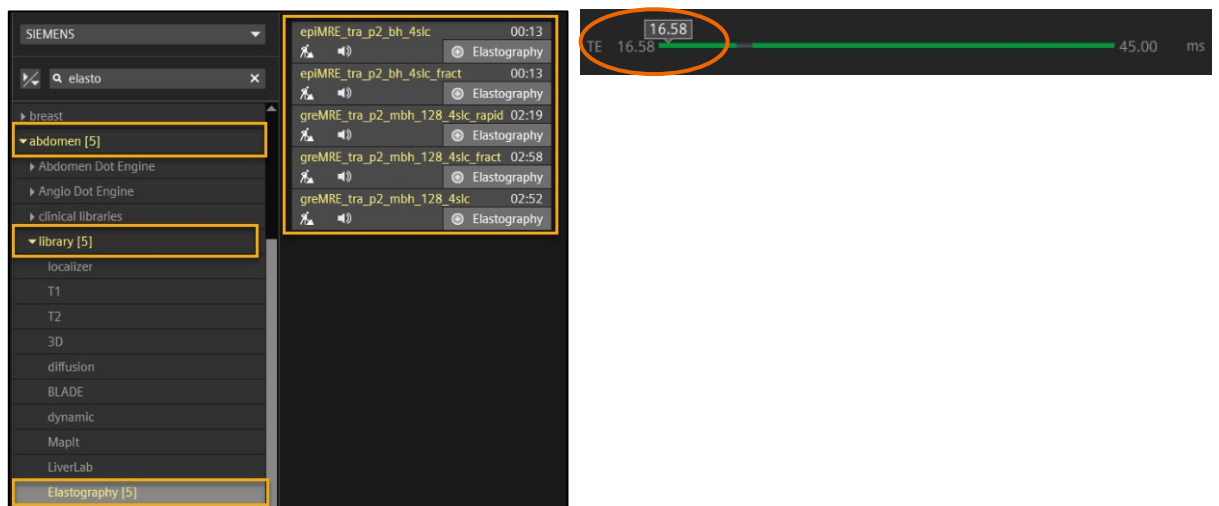 SIEMENS
elasto
breast
abdomen [5]
Abdomen Dot Engine
Angio Dot Engine
clinical libraries
library [5]
localizer
T1
T2
3D
diffusion
BLADE
dynamic
MapIt
LiverLab
Elastography [5]
epiMRE_tra_p2_bh_4slc 00:13
Elastography
epiMRE_tra_p2_bh_4slc_fract 00:13
Elastography
greMRE_tra_p2_mbh_128_4slc_rapid 02:19
Elastography
greMRE_tra_p2_mbh_128_4slc_fract 02:58
Elastography
greMRE_tra_p2_mbh_128_4slc 02:52
Elastography
16.58
TE 16.58 45.00 ms